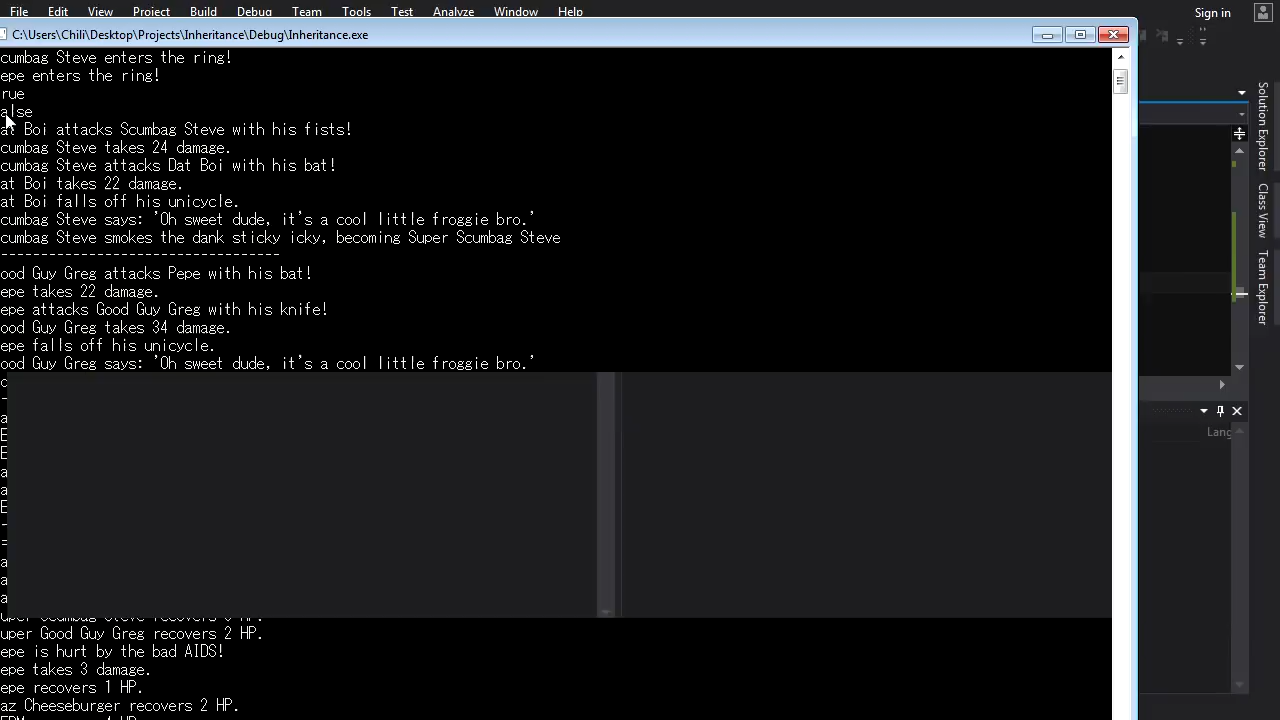 File Edit View Project Build Debug Team Tools Test Analyze Window Help Sign in
C:\Users\Chili\Desktop\Projects\Inheritance\Debug\Inheritance.exe
cumbag Steve enters the ring!
epe enters the ring!
rue
alse
at Boi attacks Scumbag Steve with his fists!
cumbag Steve takes 24 damage.
cumbag Steve attacks Dat Boi with his bat!
at Boi takes 22 damage.
at Boi falls off his unicycle.
cumbag Steve says: 'Oh sweet dude, it's a cool little froggie bro.'
cumbag Steve smokes the dank sticky icky, becoming Super Scumbag Steve
-----------------------------------
ood Guy Greg attacks Pepe with his bat!
epe takes 22 damage.
epe attacks Good Guy Greg with his knife!
ood Guy Greg takes 34 damage.
epe falls off his unicycle.
ood Guy Greg says: 'Oh sweet dude, it's a cool little froggie bro.'
uper Scumbag Steve recovers HP.
uper Good Guy Greg recovers 2 HP.
epe is hurt by the bad AIDS!
epe takes 3 damage.
epe recovers 1 HP.
az Cheeseburger recovers 2 HP.
Solution Explorer
Class View
Team Explorer
Lang